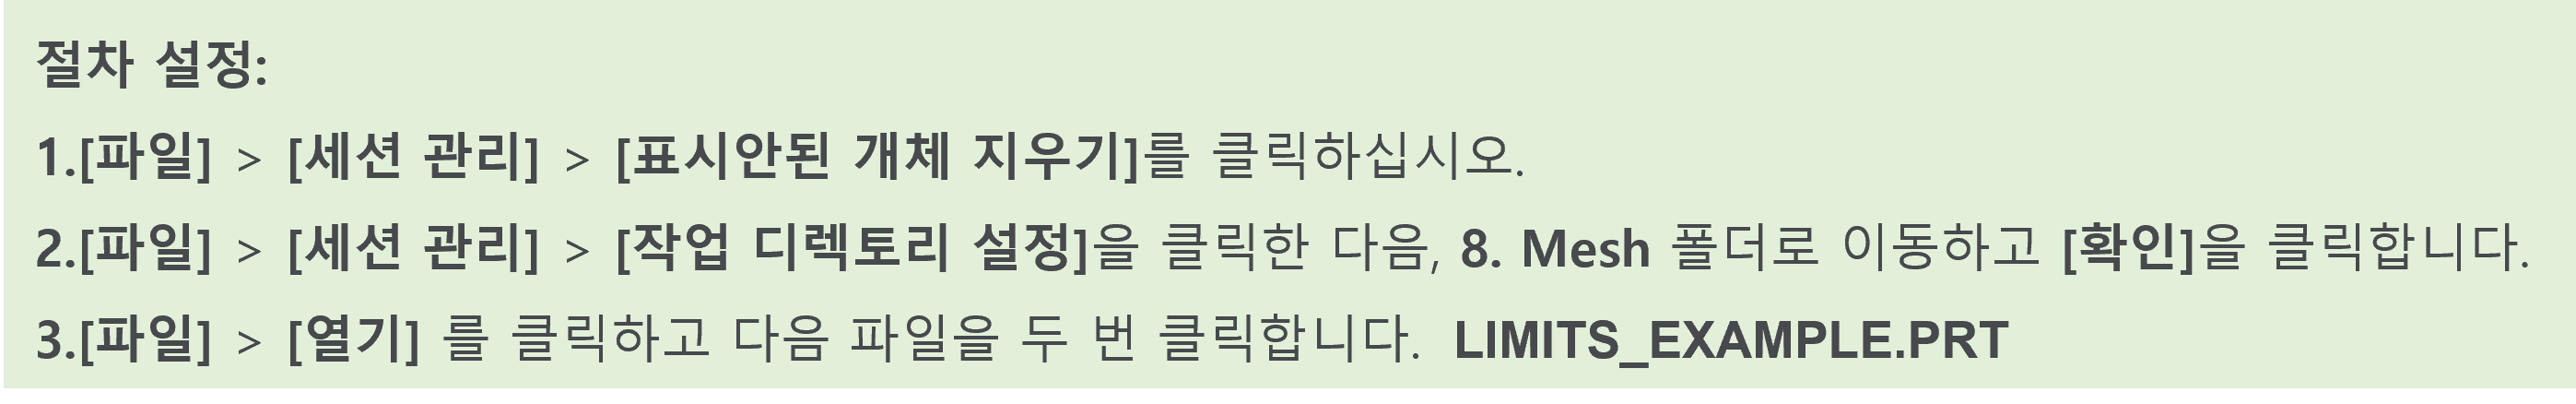 절차 설정:
1.[파일] > [세션 관리] > [표시안된 개체 지우기]를 클릭하십시오.
2.[파일] > [세션 관리] > [작업 디렉토리 설정]을 클릭한 다음, 8. Mesh 폴더로 이동하고 [확인]을 클릭합니다.
3.[파일] > [열기] 를 클릭하고 다음 파일을 두 번 클릭합니다. LIMITS_EXAMPLE.PRT